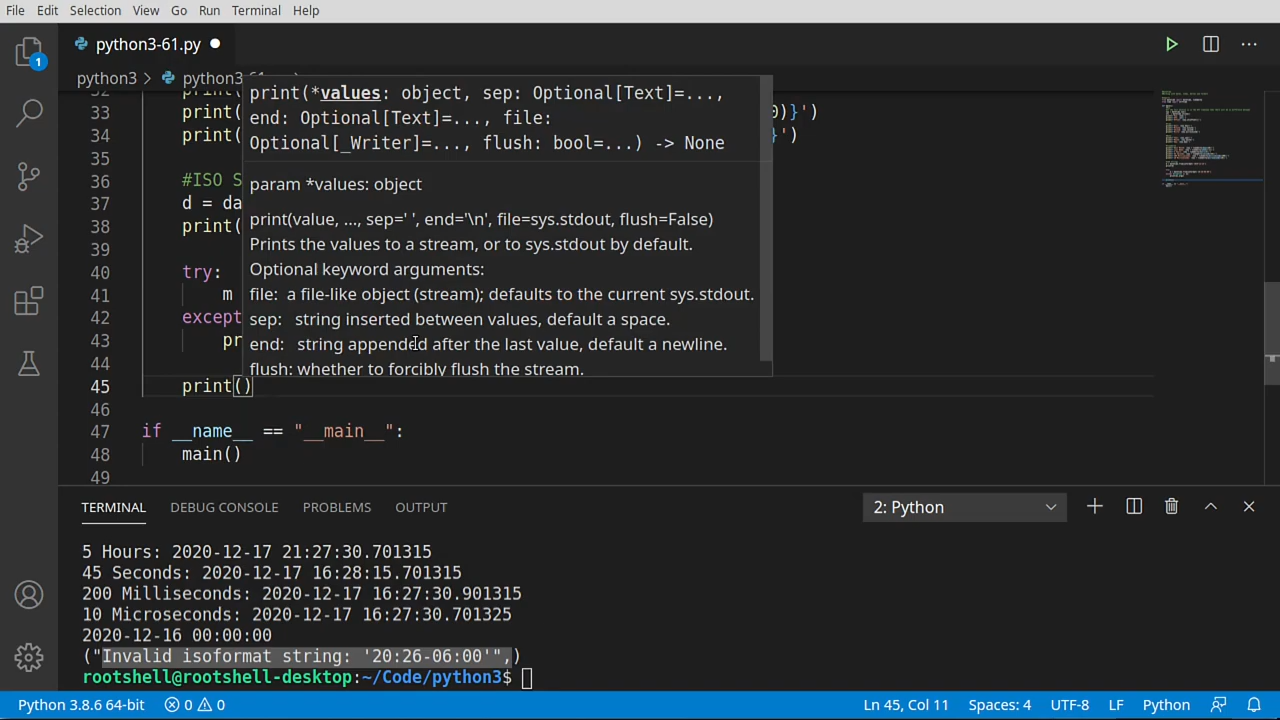 File Edit Selection View Go Run Terminal Help
python3-61.py
python3 > python3-61
print(*values: object, sep: Optional[Text]=...,
end: Optional[Text]=..., file:
Optional[_Writer]=..., flush: bool=...) -> None
param *values: object
print(value, ..., sep=' ', end='\n', file=sys.stdout, flush=False)
Prints the values to a stream, or to sys.stdout by default.
Optional keyword arguments:
file: a file-like object (stream); defaults to the current sys.stdout.
sep: string inserted between values, default a space.
end: string appended after the last value, default a newline.
flush: whether to forcibly flush the stream.
32 print(
33 print( 0)}')
34 print( }')
35
36 #ISO S
37 d = da
38 print(
39
40 try:
41 m
42 except
43 pr
44
45 print()
46
47 if __name__ == "__main__":
48 main()
49
TERMINAL DEBUG CONSOLE PROBLEMS OUTPUT 2: Python
5 Hours: 2020-12-17 21:27:30.701315
45 Seconds: 2020-12-17 16:28:15.701315
200 Milliseconds: 2020-12-17 16:27:30.901315
10 Microseconds: 2020-12-17 16:27:30.701325
2020-12-16 00:00:00
("Invalid isoformat string: '20:26-06:00'",)
rootshell@rootshell-desktop:~/Code/python3$
Python 3.8.6 64-bit 0 0 Ln 45, Col 11 Spaces: 4 UTF-8 LF Python
1